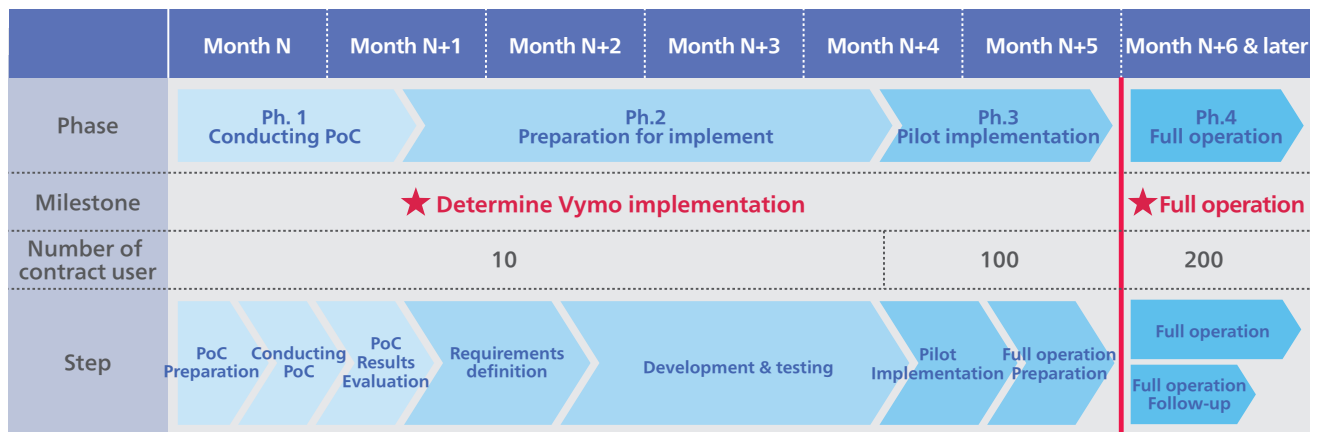 Month N
Month N+1
Month N+2
Month N+3
Month N+4
Month N+5
Month N+6 & later
Phase
Ph. 1
Conducting PoC
Ph.2
Preparation for implement
Ph.3
Pilot implementation
Ph.4
Full operation
Milestone
Determine Vymo implementation
Full operation
Number of
contract user
10
100
200
Step
PoC
Preparation
Conducting
PoC
PoC
Results
Evaluation
Requirements
definition
Development & testing
Pilot
Implementation
Full operation
Preparation
Full operation
Full operation
Follow-up